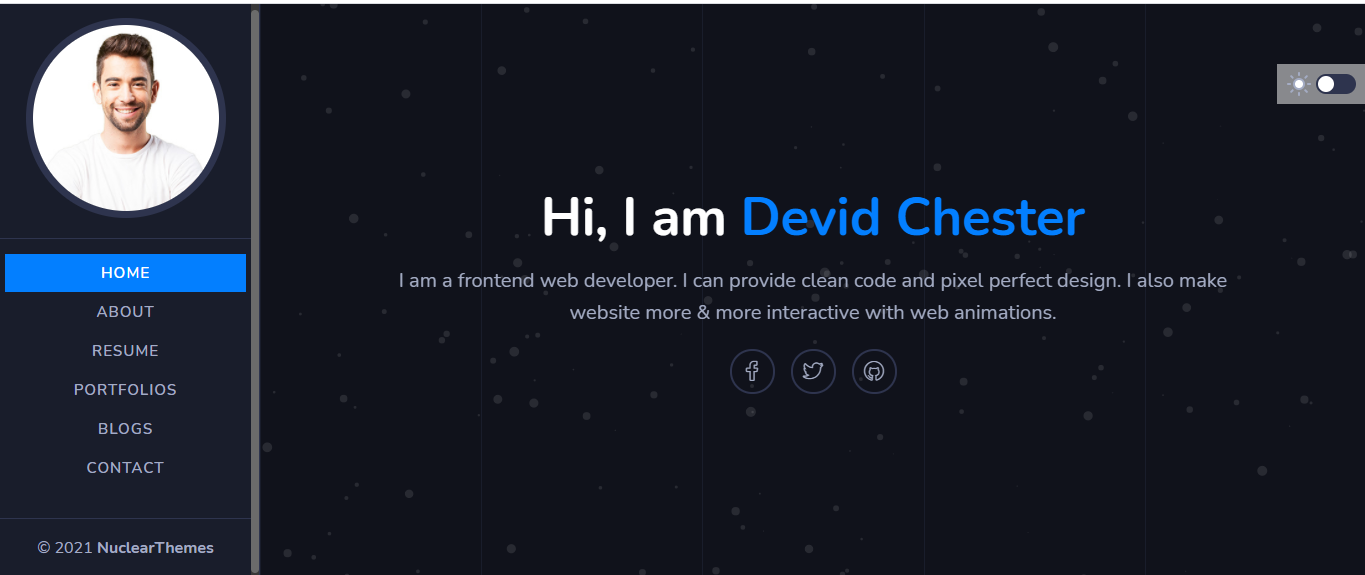 HOME
ABOUT
RESUME
PORTFOLIOS
BLOGS
CONTACT
© 2021 NuclearThemes
Hi, I am Devid Chester
I am a frontend web developer. I can provide clean code and pixel perfect design. I also make
website more & more interactive with web animations.